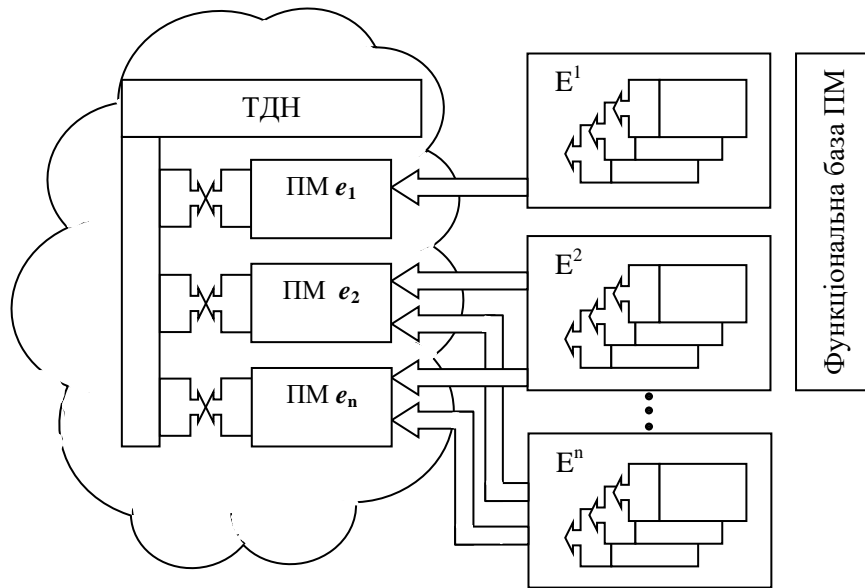 ТДН
ПМ e₁
ПМ e₂
ПМ eₙ
E¹
E²
Eⁿ
Функціональна база ПМ